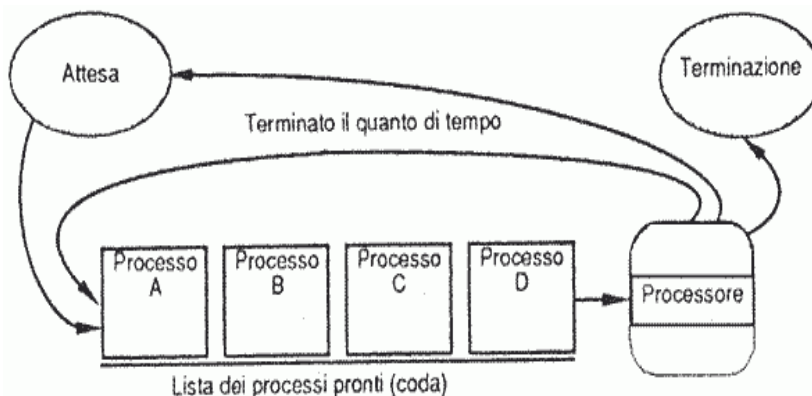 Attesa
Terminazione
Terminato il quanto di tempo
Processo
A
Processo
B
Processo
C
Processo
D
Processore
Lista dei processi pronti (coda)